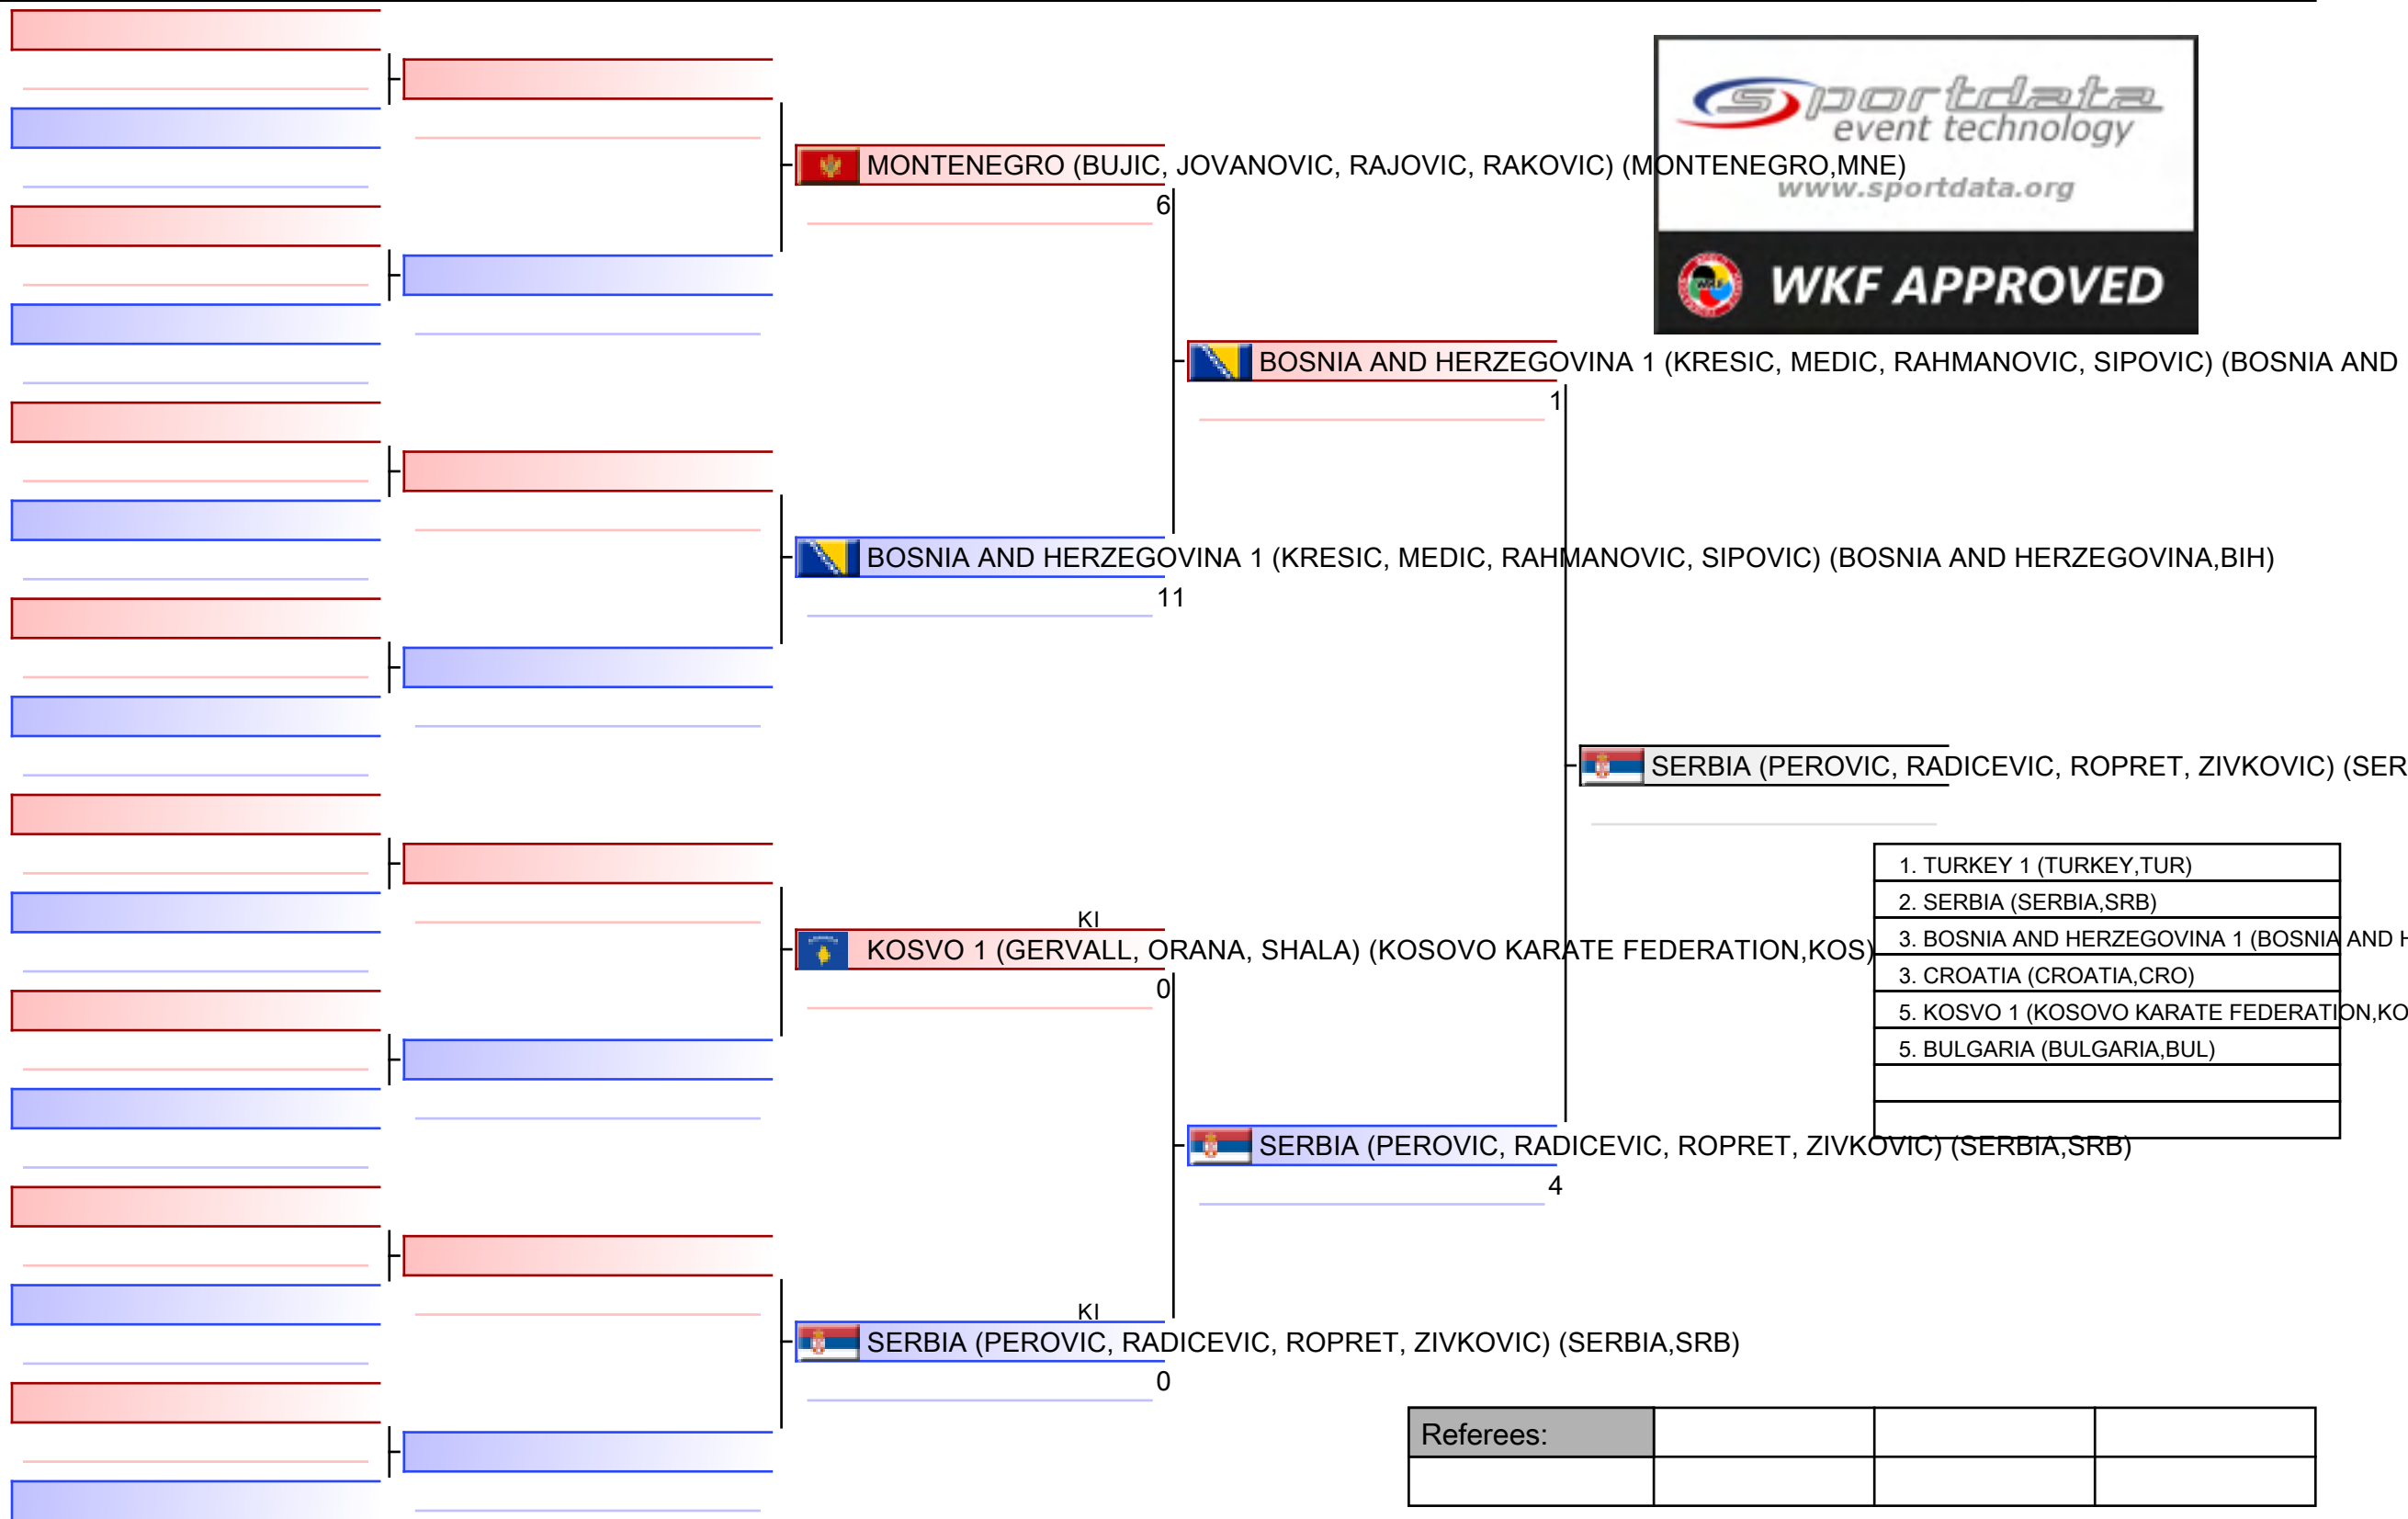 sportdata
event technology
www.sportdata.org
WKF APPROVED
MONTENEGRO (BUJIC, JOVANOVIC, RAJOVIC, RAKOVIC) (MONTENEGRO,MNE)
6
BOSNIA AND HERZEGOVINA 1 (KRESIC, MEDIC, RAHMANOVIC, SIPOVIC) (BOSNIA AND
1
BOSNIA AND HERZEGOVINA 1 (KRESIC, MEDIC, RAHMANOVIC, SIPOVIC) (BOSNIA AND HERZEGOVINA,BIH)
11
SERBIA (PEROVIC, RADICEVIC, ROPRET, ZIVKOVIC) (SER
1. TURKEY 1 (TURKEY,TUR)
2. SERBIA (SERBIA,SRB)
3. BOSNIA AND HERZEGOVINA 1 (BOSNIA AND H
3. CROATIA (CROATIA,CRO)
5. KOSVO 1 (KOSOVO KARATE FEDERATION,KO
5. BULGARIA (BULGARIA,BUL)
KI
KOSVO 1 (GERVALL, ORANA, SHALA) (KOSOVO KARATE FEDERATION,KOS)
0
SERBIA (PEROVIC, RADICEVIC, ROPRET, ZIVKOVIC) (SERBIA,SRB)
4
KI
SERBIA (PEROVIC, RADICEVIC, ROPRET, ZIVKOVIC) (SERBIA,SRB)
0
Referees: